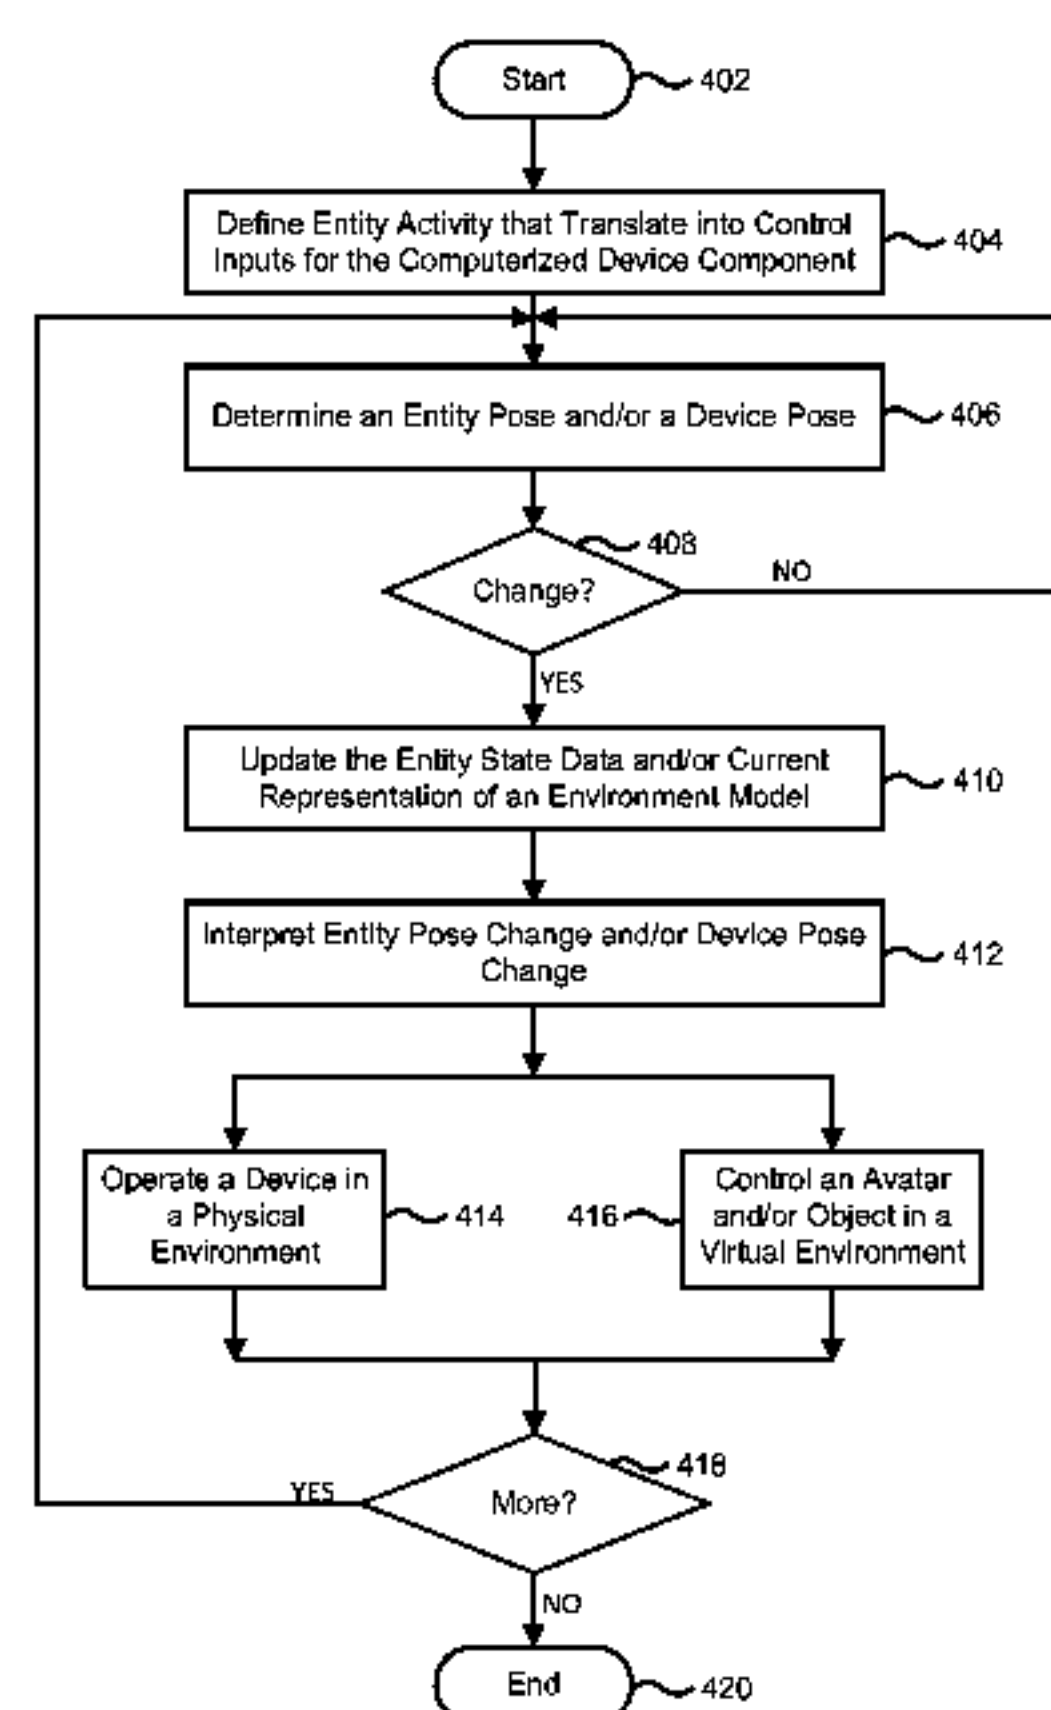 Start
402
Define Entity Activity that Translate into Control
Inputs for the Computerized Device Component
404
Determine an Entity Pose and/or a Device Pose
406
408
Change?
NO
YES
Update the Entity State Data and/or Current
Representation of an Environment Model
410
Interpret Entity Pose Change and/or Device Pose
Change
412
Operate a Device in
a Physical
Environment
414
416
Control an Avatar
and/or Object in a
Virtual Environment
418
More?
YES
NO
End
420